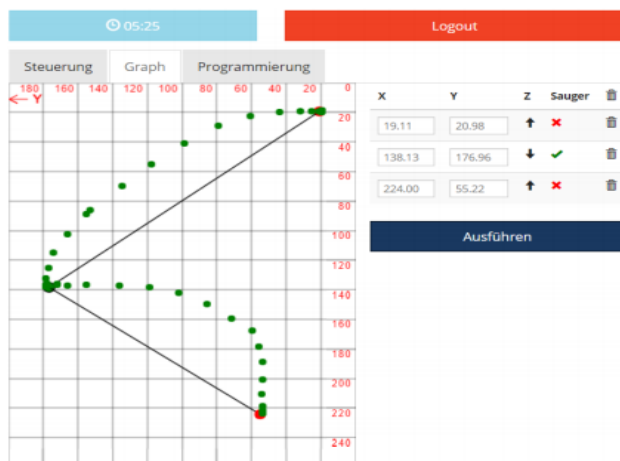 05:25
Logout
Steuerung Graph Programmierung
180 160 140 120 100 80 60 40 20 0
← Y
20
40
60
80
100
120
140
160
180
200
220
240
X Y Z Sauger
19.11 20.98
138.13 176.96
224.00 55.22
Ausführen